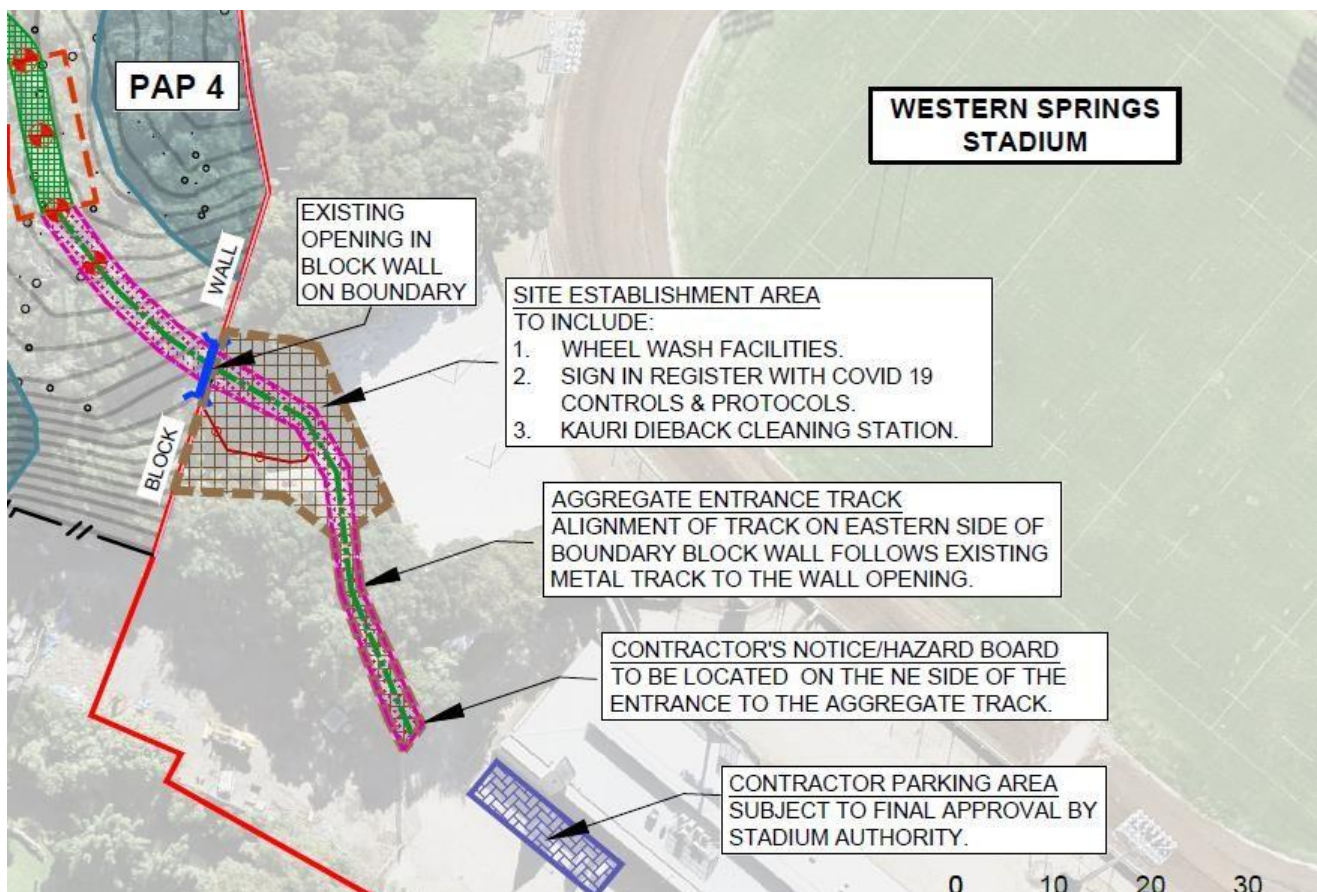 PAP 4
WESTERN SPRINGS
STADIUM
EXISTING
OPENING IN
BLOCK WALL
ON BOUNDARY
WALL
BLOCK
SITE ESTABLISHMENT AREA
TO INCLUDE:
1. WHEEL WASH FACILITIES.
2. SIGN IN REGISTER WITH COVID 19
CONTROLS & PROTOCOLS.
3. KAURI DIEBACK CLEANING STATION.
AGGREGATE ENTRANCE TRACK
ALIGNMENT OF TRACK ON EASTERN SIDE OF
BOUNDARY BLOCK WALL FOLLOWS EXISTING
METAL TRACK TO THE WALL OPENING.
CONTRACTOR'S NOTICE/HAZARD BOARD
TO BE LOCATED ON THE NE SIDE OF THE
ENTRANCE TO THE AGGREGATE TRACK.
CONTRACTOR PARKING AREA
SUBJECT TO FINAL APPROVAL BY
STADIUM AUTHORITY.
0 10 20 30